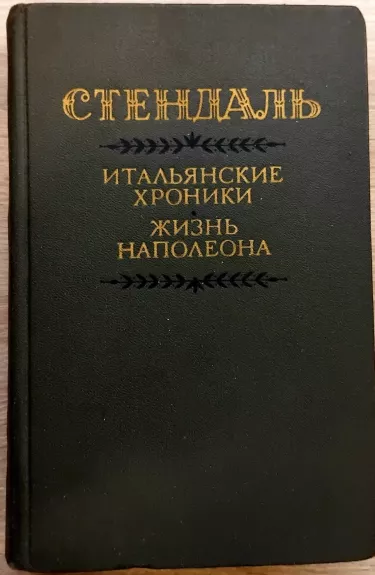 СТЕНДАЛЬ
ИТАЛЬЯНСКИЕ
ХРОНИКИ
ЖИЗНЬ
НАПОЛЕОНА